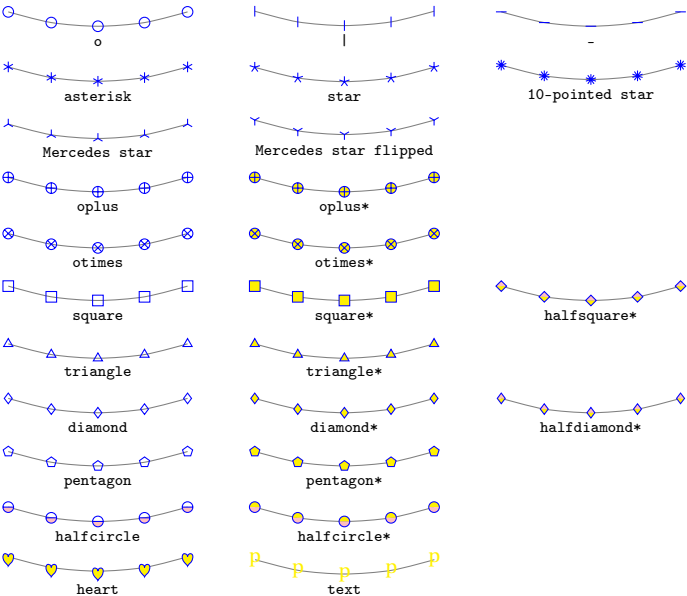 o | -
asterisk star 10-pointed star
Mercedes star Mercedes star flipped
oplus oplus*
otimes otimes*
square square* halfsquare*
triangle triangle*
diamond diamond* halfdiamond*
pentagon pentagon*
halfcircle halfcircle*
p p p p p
heart text